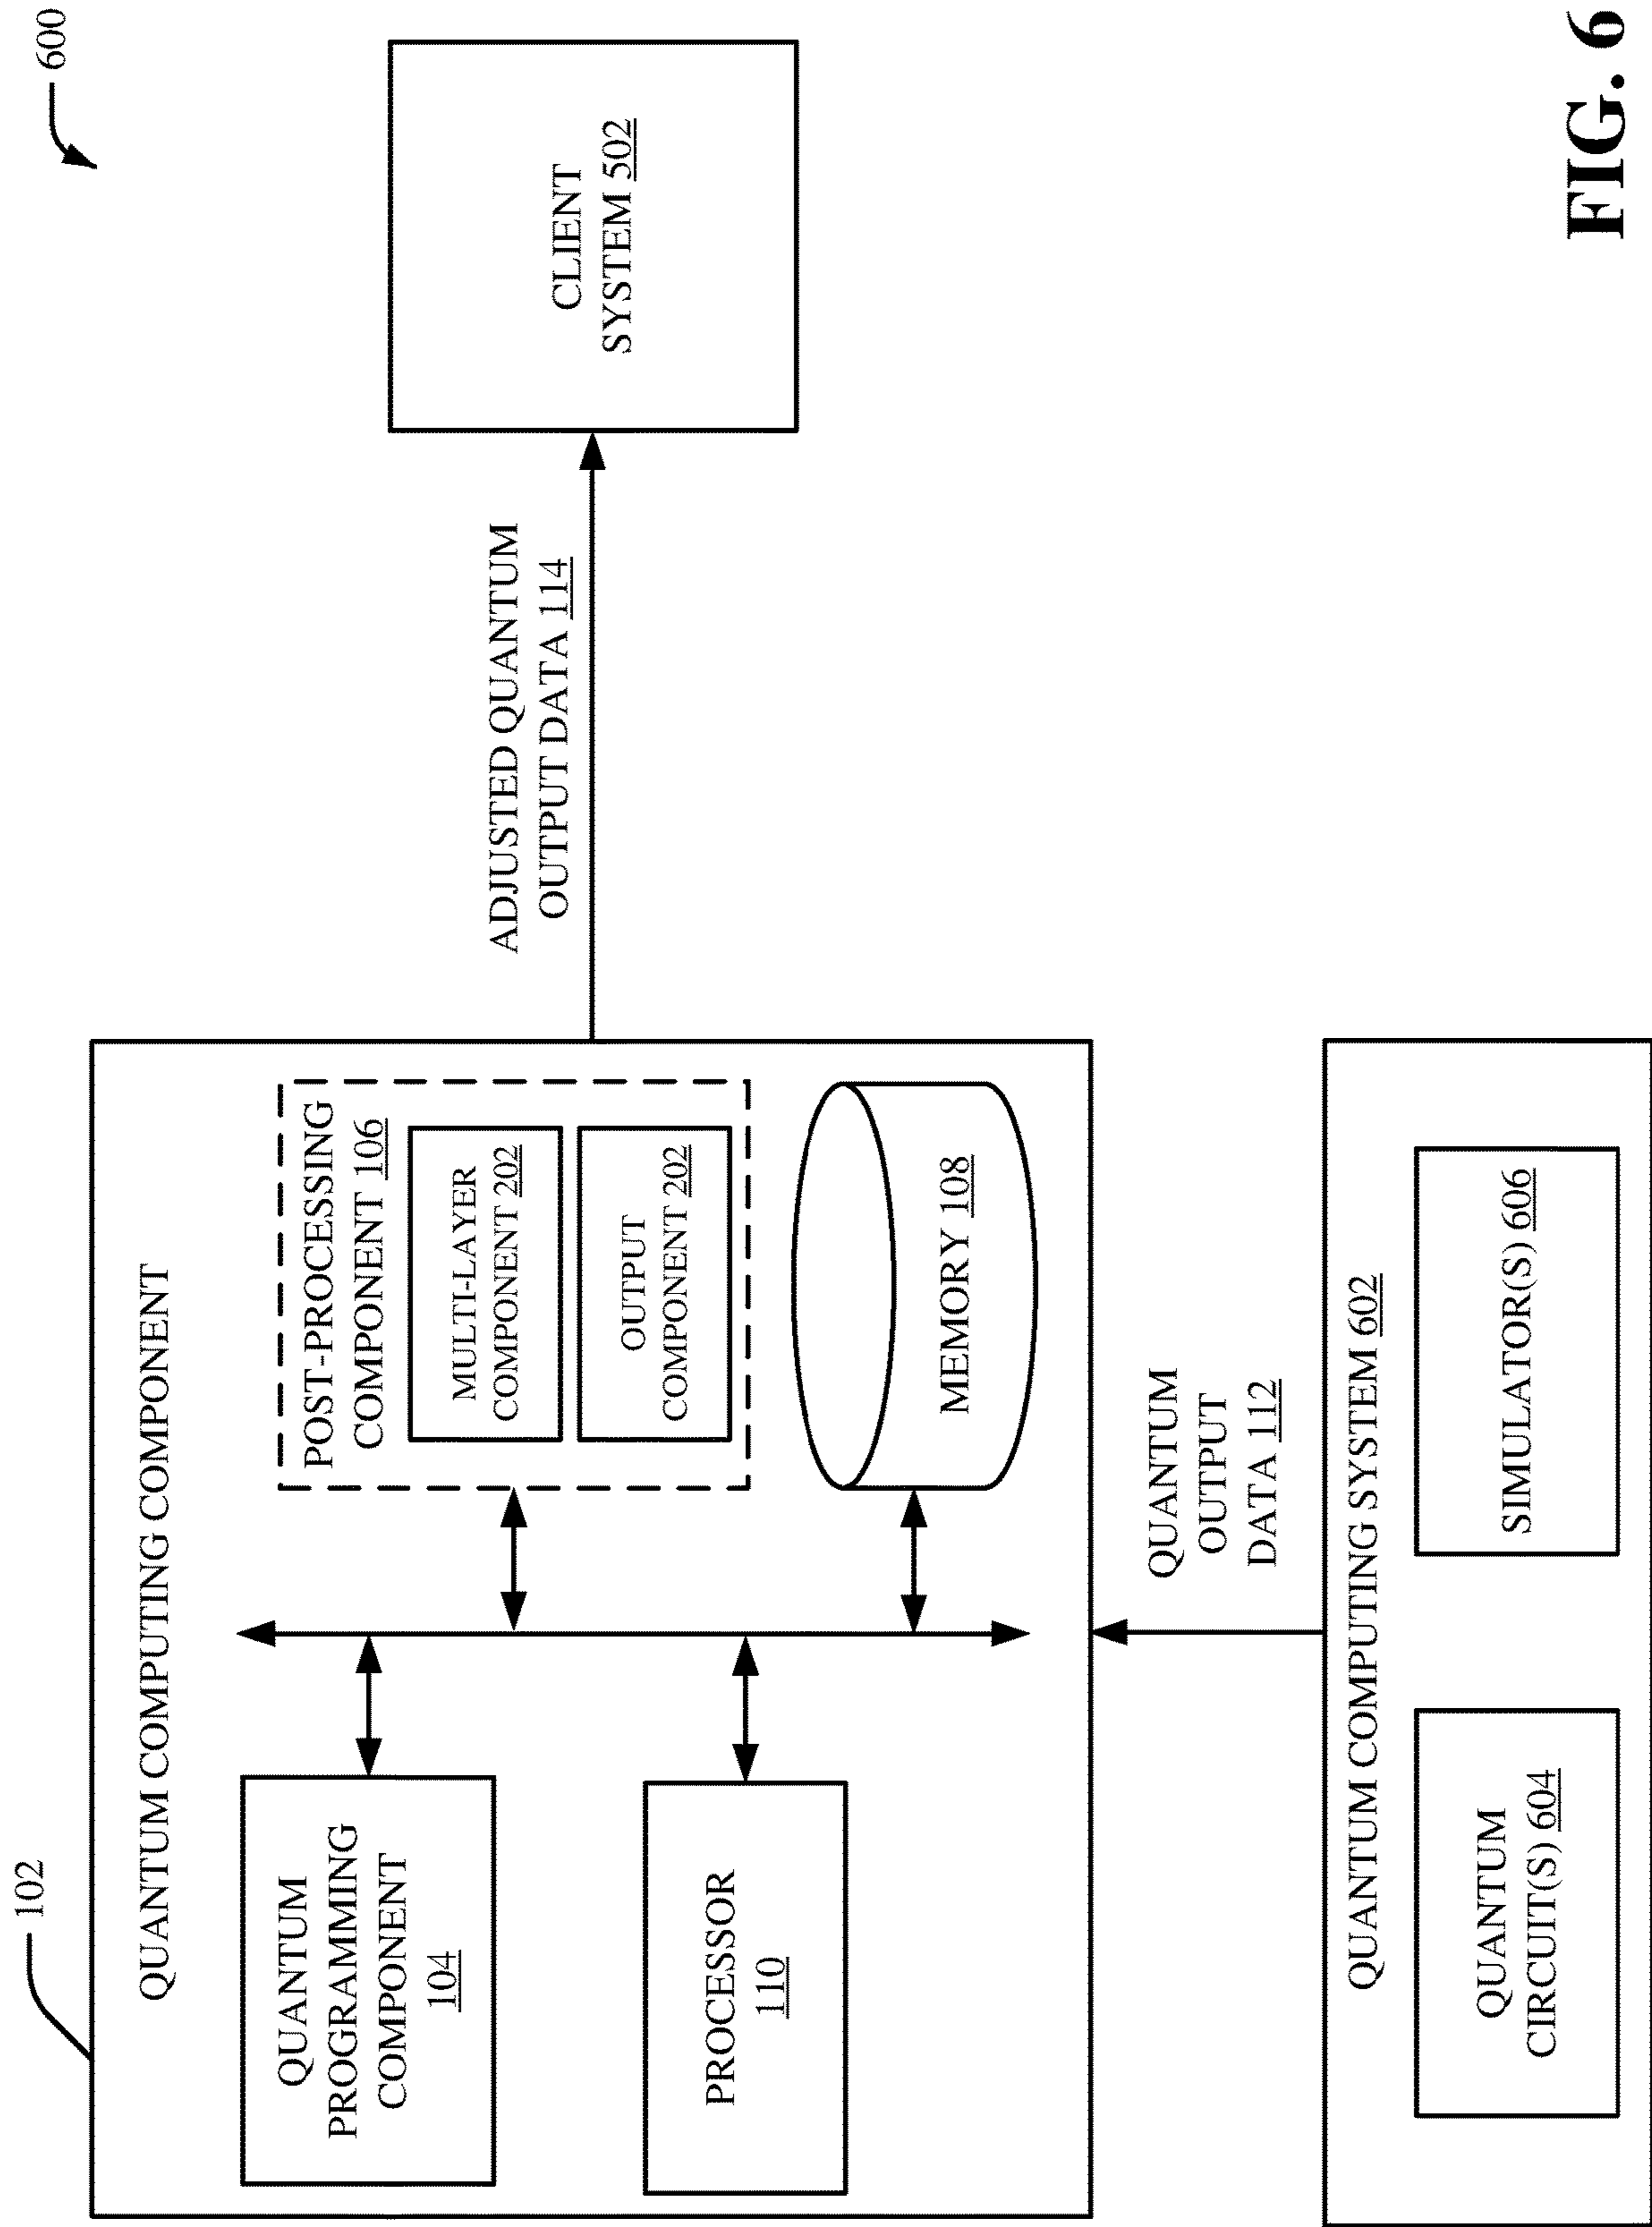 600
102
QUANTUM COMPUTING COMPONENT
QUANTUM
PROGRAMMING
COMPONENT
104
POST-PROCESSING
COMPONENT 106
MULTI-LAYER
COMPONENT 202
OUTPUT
COMPONENT 202
PROCESSOR
110
MEMORY 108
ADJUSTED QUANTUM
OUTPUT DATA 114
CLIENT
SYSTEM 502
QUANTUM
OUTPUT
DATA 112
QUANTUM COMPUTING SYSTEM 602
QUANTUM
CIRCUIT(S) 604
SIMULATOR(S) 606
FIG. 6